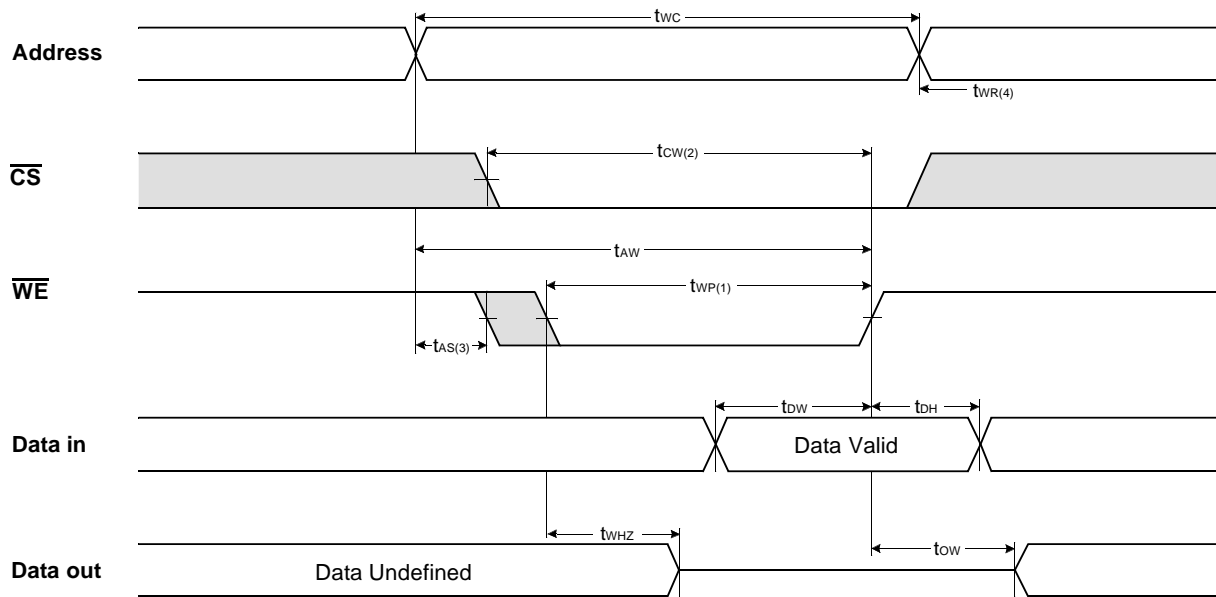 tWC
Address
tWR(4)
tCW(2)
CS
tAW
WE
tWP(1)
tAS(3)
tDW
tDH
Data in
Data Valid
tWHZ
tOW
Data out
Data Undefined